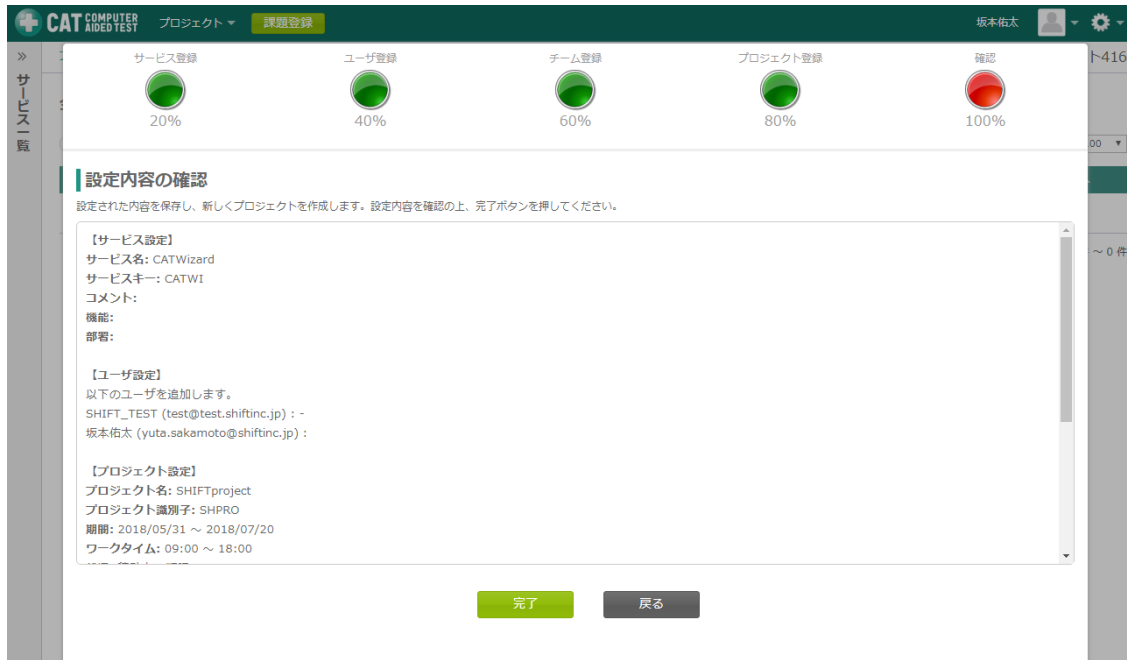 CAT COMPUTER AIDED TEST プロジェクト 課題登録 坂本佑太
サービス一覧
サービス登録 ユーザ登録 チーム登録 プロジェクト登録 確認
20% 40% 60% 80% 100%
ト416
00
設定内容の確認
設定された内容を保存し、新しくプロジェクトを作成します。設定内容を確認の上、完了ボタンを押してください。
～ 0 件
【サービス設定】
サービス名: CATWizard
サービスキー: CATWI
コメント:
機能:
部署:
【ユーザ設定】
以下のユーザを追加します。
SHIFT_TEST (test@test.shiftinc.jp) : -
坂本佑太 (yuta.sakamoto@shiftinc.jp) :
【プロジェクト設定】
プロジェクト名: SHIFTproject
プロジェクト識別子: SHPRO
期間: 2018/05/31 ～ 2018/07/20
ワークタイム: 09:00 ～ 18:00
完了 戻る